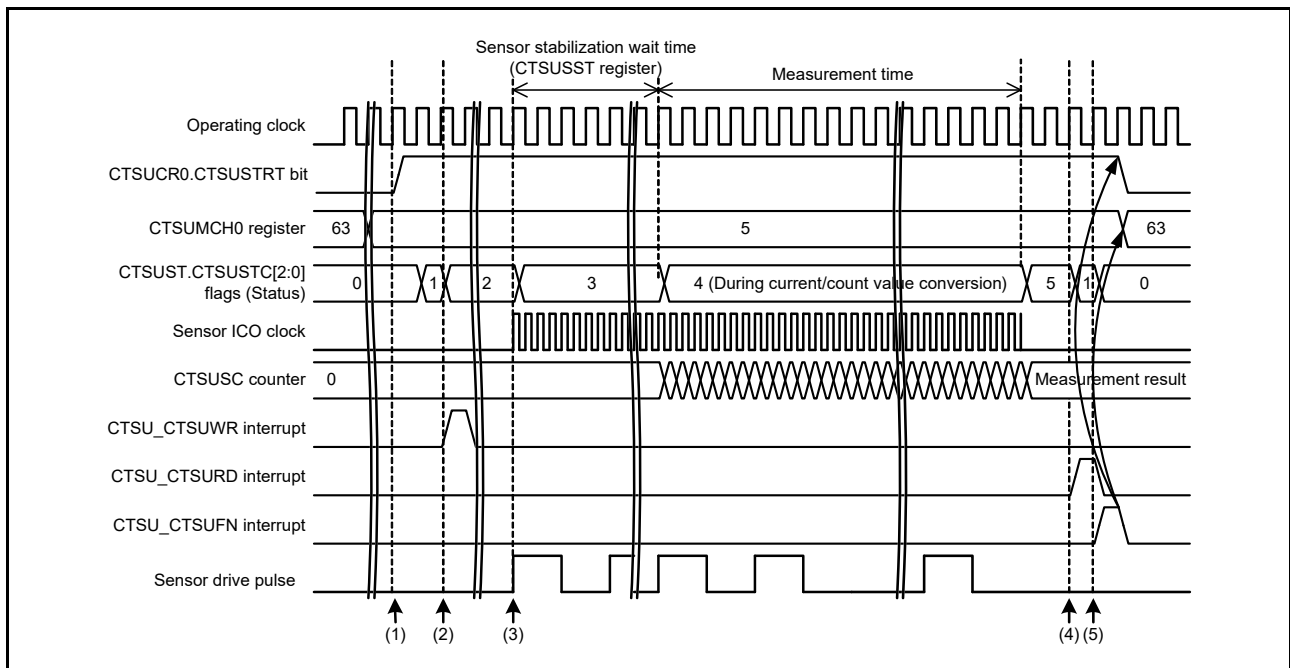 Sensor stabilization wait time
(CTSUSST register)
Measurement time
Operating clock
CTSUCR0.CTSUSTRT bit
CTSUMCH0 register
63
5
63
CTSUST.CTSUSTC[2:0]
flags (Status)
0
1
2
3
4 (During current/count value conversion)
5
1
0
Sensor ICO clock
CTSUSC counter
0
Measurement result
CTSU_CTSUWR interrupt
CTSU_CTSURD interrupt
CTSU_CTSUFN interrupt
Sensor drive pulse
(1)
(2)
(3)
(4)
(5)